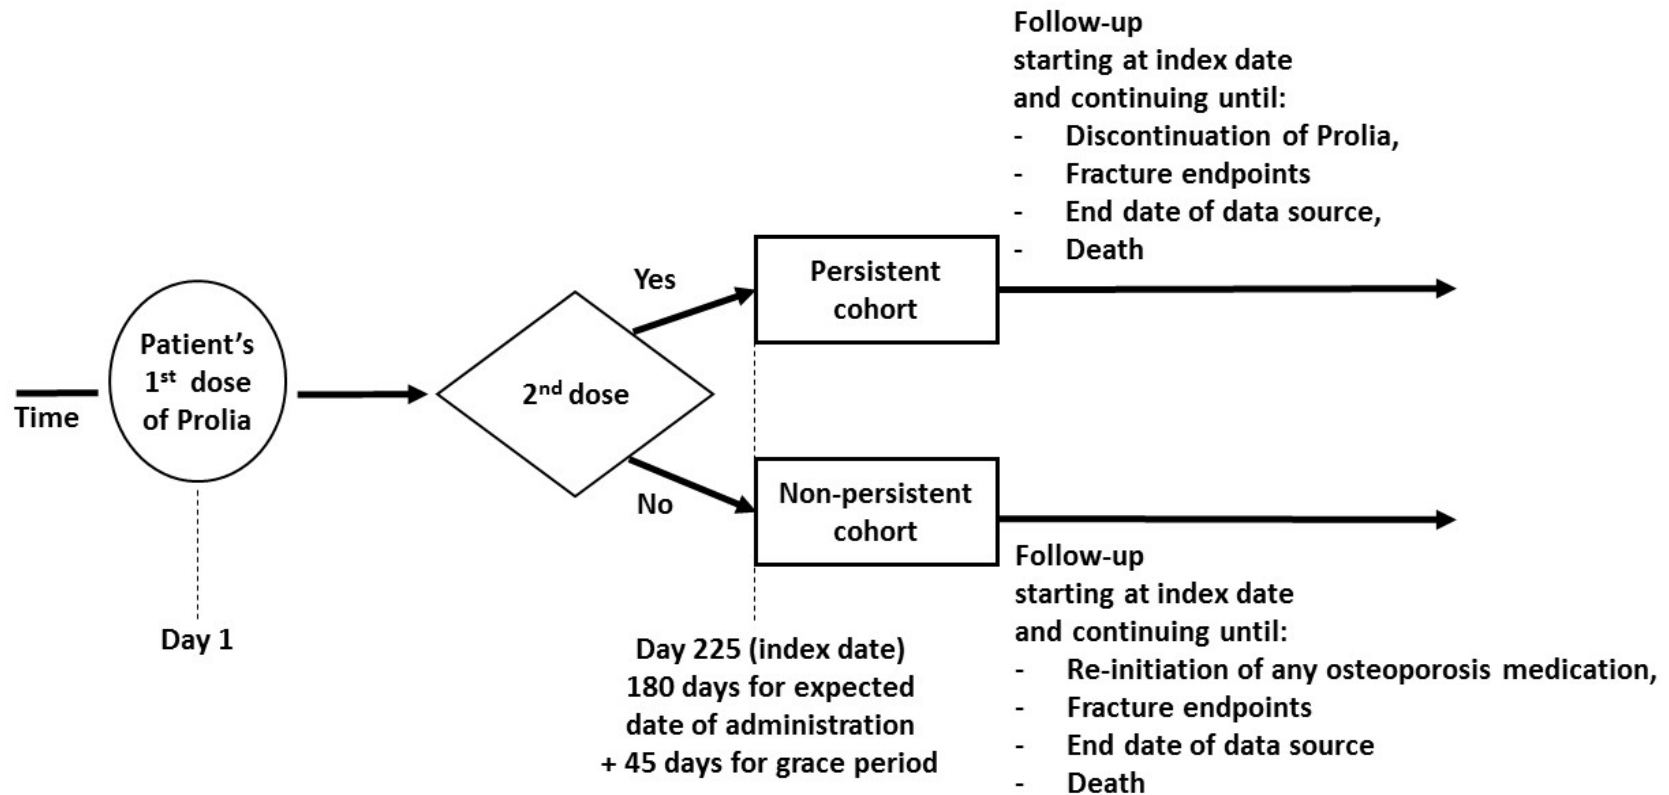 Follow-up
starting at index date
and continuing until:
- Discontinuation of Prolia,
- Fracture endpoints
- End date of data source,
- Death
Yes
Persistent
cohort
Patient’s
1st dose
of Prolia
Time
2nd dose
No
Non-persistent
cohort
Day 1
Day 225 (index date)
180 days for expected
date of administration
+ 45 days for grace period
Follow-up
starting at index date
and continuing until:
- Re-initiation of any osteoporosis medication,
- Fracture endpoints
- End date of data source
- Death